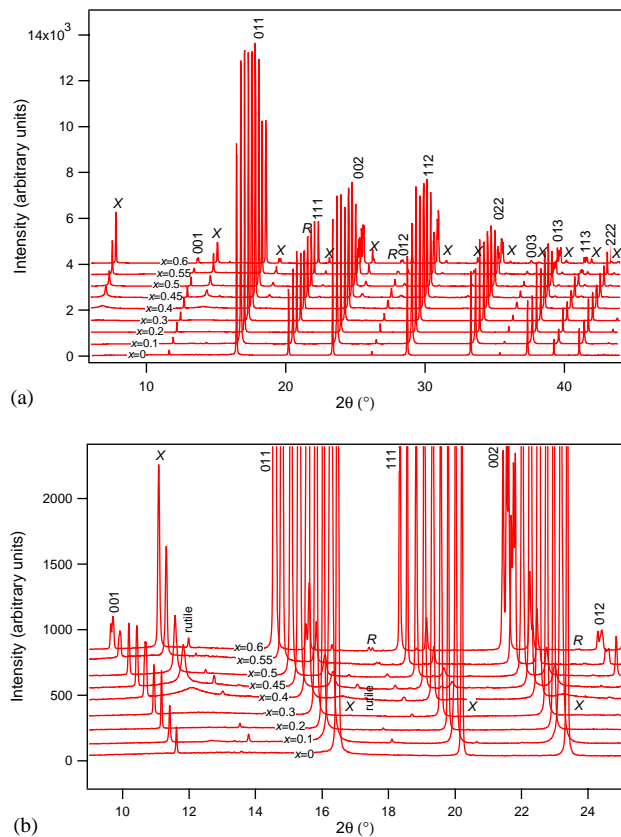 14x10³
12
10
8
6
4
2
0
Intensity (arbitrary units)
011
002
112
X
001
X
R
111
X
X
X
R
012
X
022
X
X
003
X
013
X
113
X
222
x=0.6
x=0.55
x=0.5
x=0.45
x=0.4
x=0.3
x=0.2
x=0.1
x=0
10
20
30
40
2θ (°)
(a)
2000
1500
1000
500
0
Intensity (arbitrary units)
X
011
111
002
001
rutile
R
R
012
x=0.6
x=0.55
x=0.5
x=0.45
x=0.4
x=0.3
x=0.2
x=0.1
x=0
X
rutile
X
X
10
12
14
16
18
20
22
24
2θ (°)
(b)